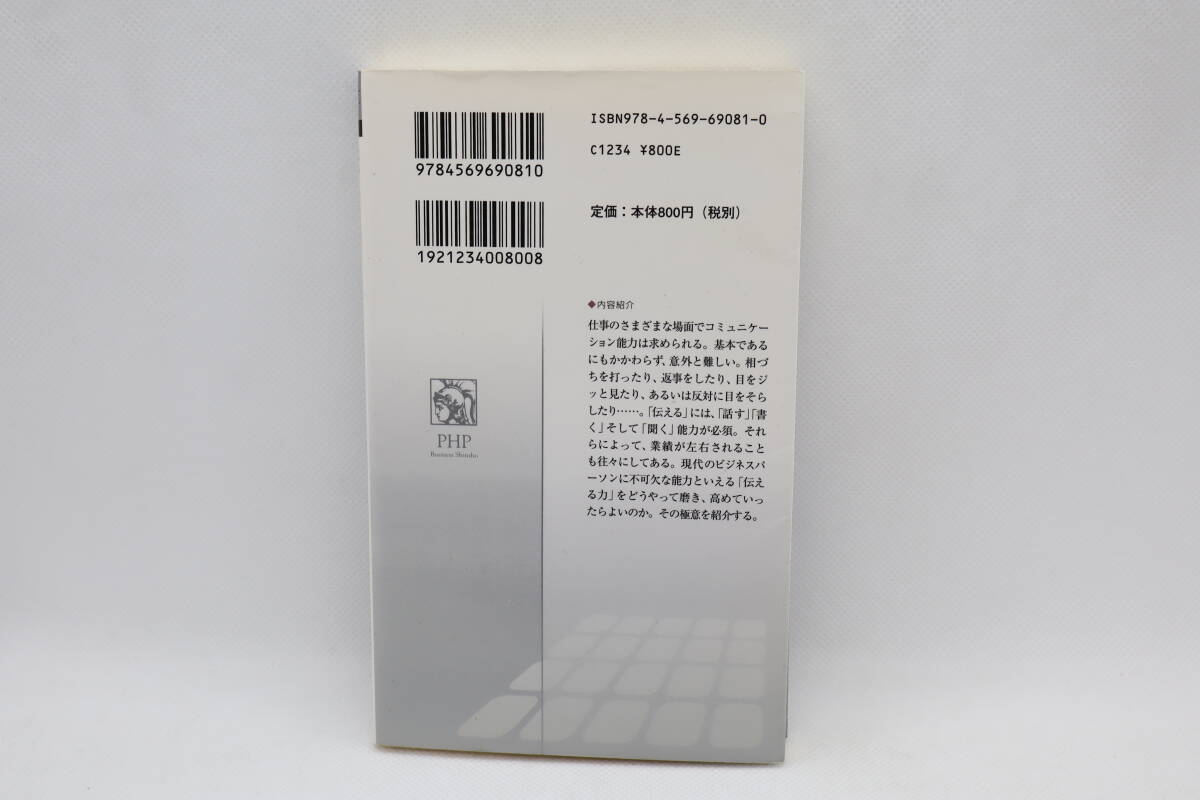 9784569690810
1921234008008
ISBN978-4-569-69081-0
C1234 ¥800E
定価：本体800円（税別）
◆内容紹介
仕事のさまざまな場面でコミュニケー
ション能力は求められる。基本である
にもかかわらず、意外と難しい。相づ
ちを打ったり、返事をしたり、目をジ
ッと見たり、あるいは反対に目をそら
したり……。「伝える」には、「話す」「書
く」そして「聞く」能力が必須。それ
らによって、業績が左右されること
も往々にしてある。現代のビジネスパ
ーソンに不可欠な能力といえる「伝え
る力」をどうやって磨き、高めていっ
たらよいのか。その極意を紹介する。
PHP
Business Shinsho